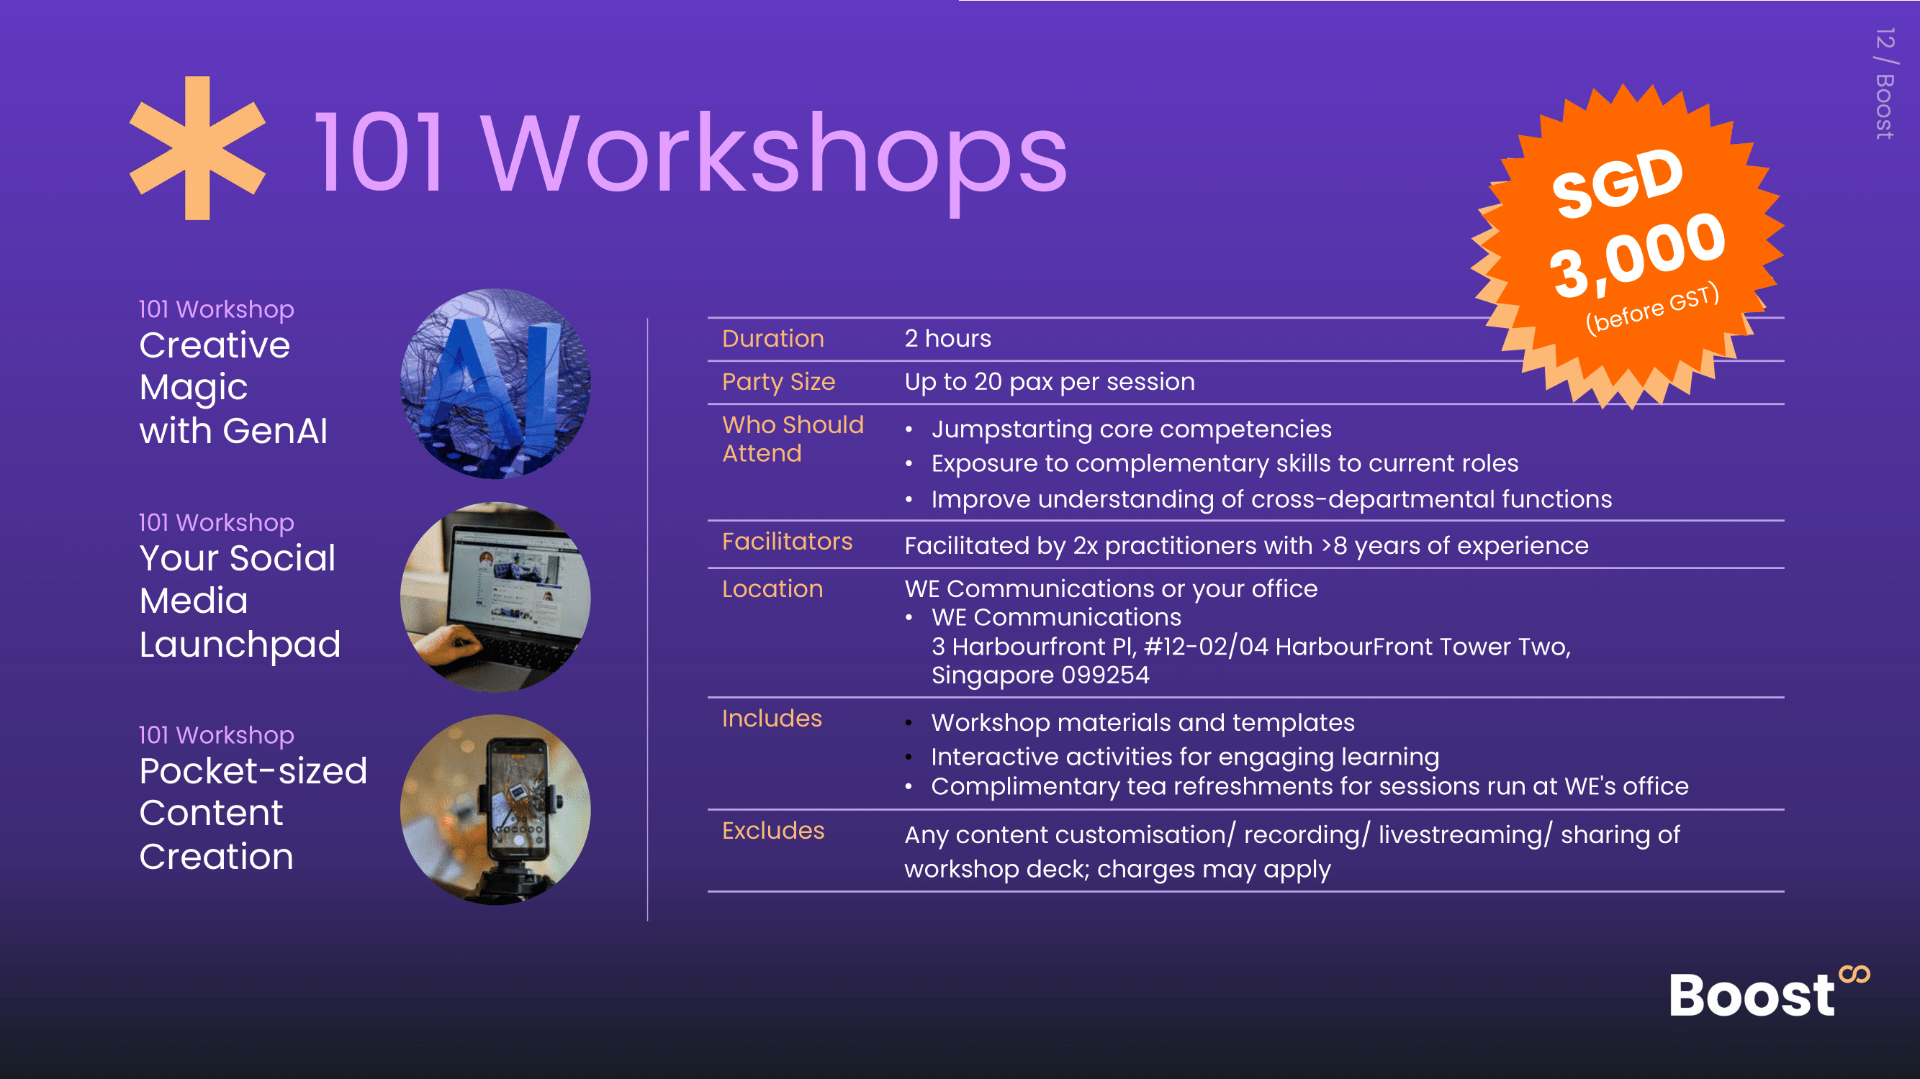 12 / Boost
101 Workshops
SGD
3,000
(before GST)
101 Workshop
Creative
Magic
with GenAI
AI
101 Workshop
Your Social
Media
Launchpad
101 Workshop
Pocket-sized
Content
Creation
Duration
2 hours
Party Size
Up to 20 pax per session
Who Should
Attend
• Jumpstarting core competencies
• Exposure to complementary skills to current roles
• Improve understanding of cross-departmental functions
Facilitators
Facilitated by 2x practitioners with >8 years of experience
Location
WE Communications or your office
• WE Communications
3 Harbourfront Pl, #12-02/04 HarbourFront Tower Two,
Singapore 099254
Includes
• Workshop materials and templates
• Interactive activities for engaging learning
• Complimentary tea refreshments for sessions run at WE's office
Excludes
Any content customisation/ recording/ livestreaming/ sharing of
workshop deck; charges may apply
Boost